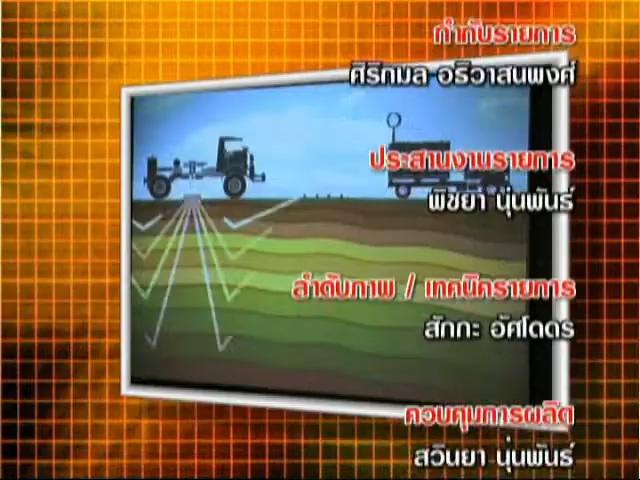 กำกับรายการ
ศิริกมล อริวาสนพงศ์
ประสานงานรายการ
พิชยา นุ่นพันธ์
ลำดับภาพ / เทคนิครายการ
สักกะ อัศโดดร
ควบคุมการผลิต
สวินยา นุ่นพันธ์